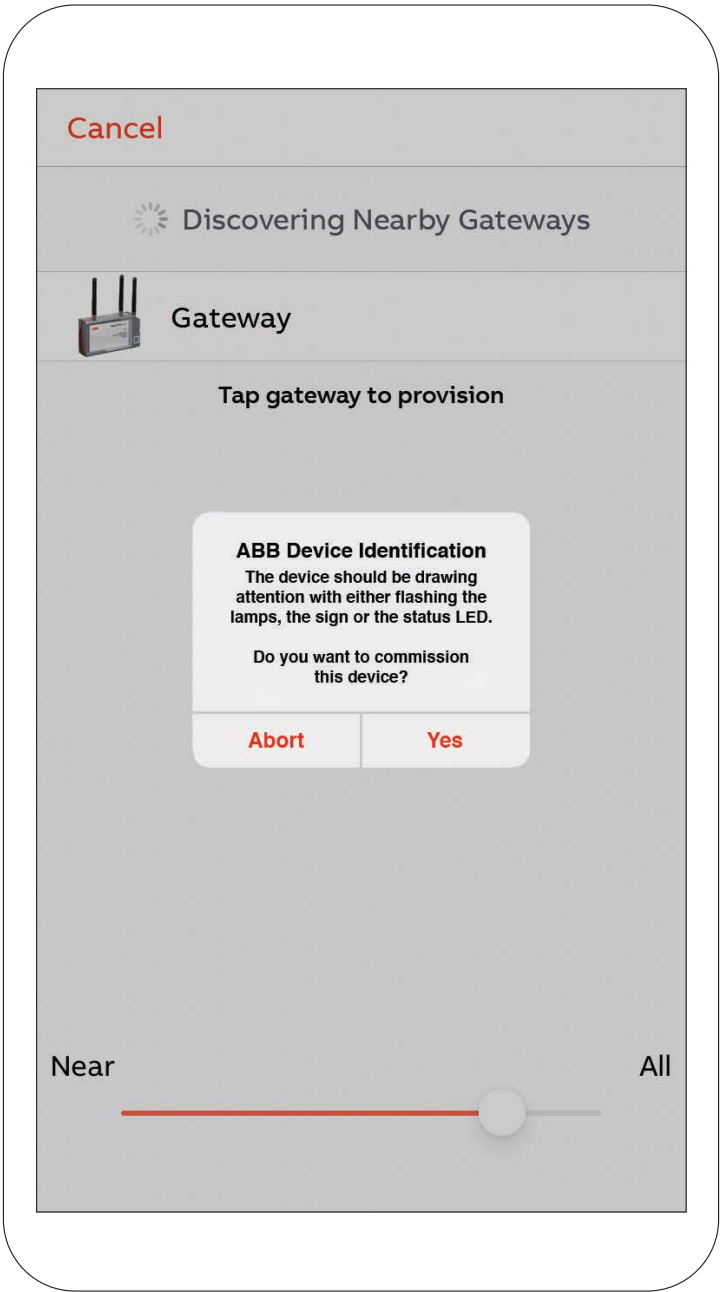 Cancel
Discovering Nearby Gateways
Gateway
Tap gateway to provision
ABB Device Identification
The device should be drawing
attention with either flashing the
lamps, the sign or the status LED.
Do you want to commission
this device?
Abort
Yes
Near
All